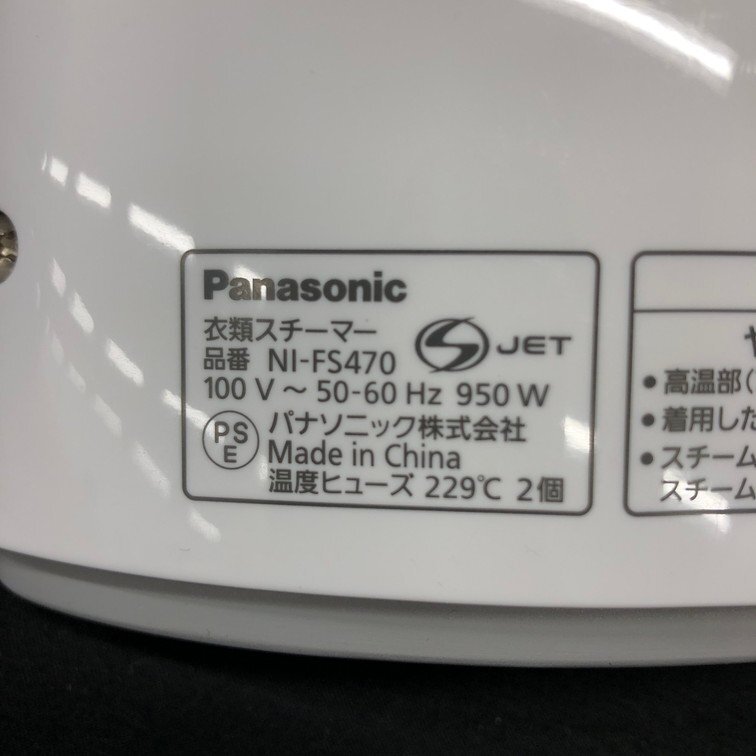 Panasonic
衣類スチーマー
品番 NI-FS470
S JET
100 V ～ 50-60 Hz 950 W
PS
E
パナソニック株式会社
Made in China
温度ヒューズ 229℃ 2個
● 高温部(
● 着用した
● スチーム
スチーム